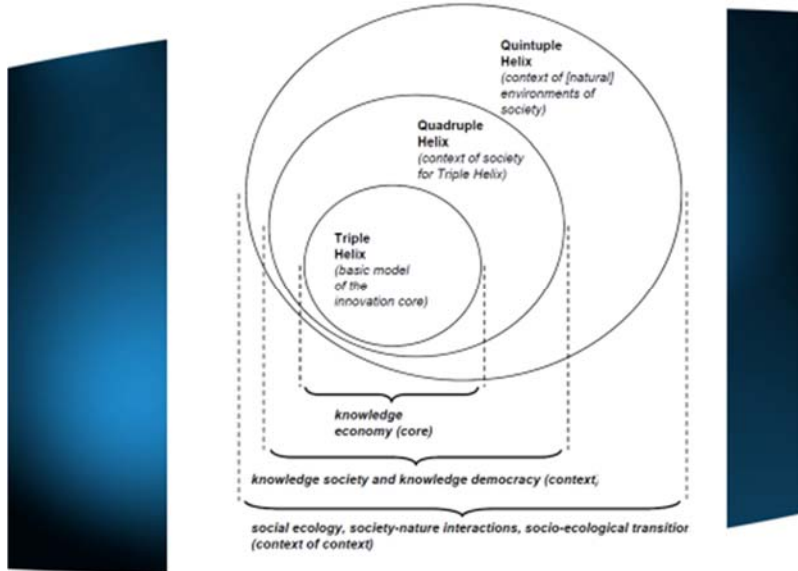 Quintuple
Helix
(context of [natural]
environments of
society)
Quadruple
Helix
(context of society
for Triple Helix)
Triple
Helix
(basic model
of the
innovation core)
knowledge
economy (core)
knowledge society and knowledge democracy (context,
social ecology, society-nature interactions, socio-ecological transition
(context of context)